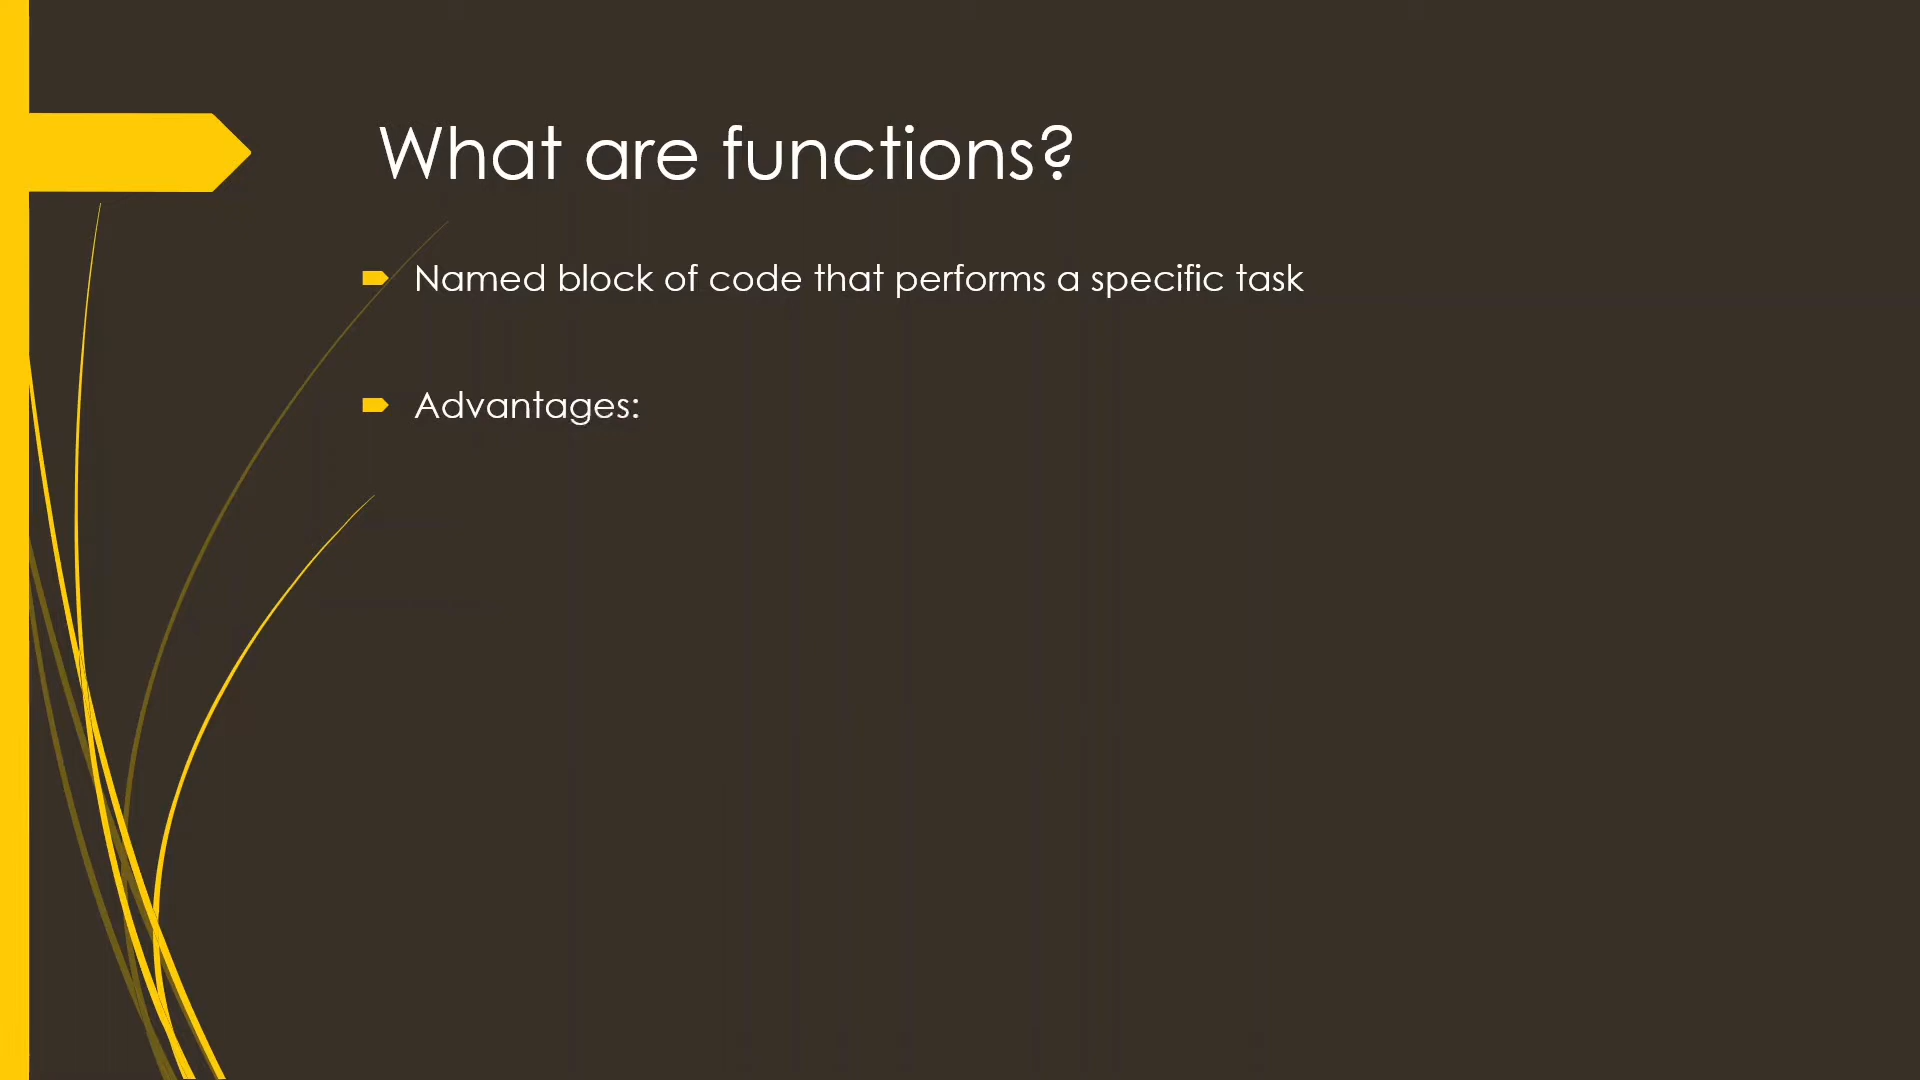 What are functions?
Named block of code that performs a specific task
Advantages: